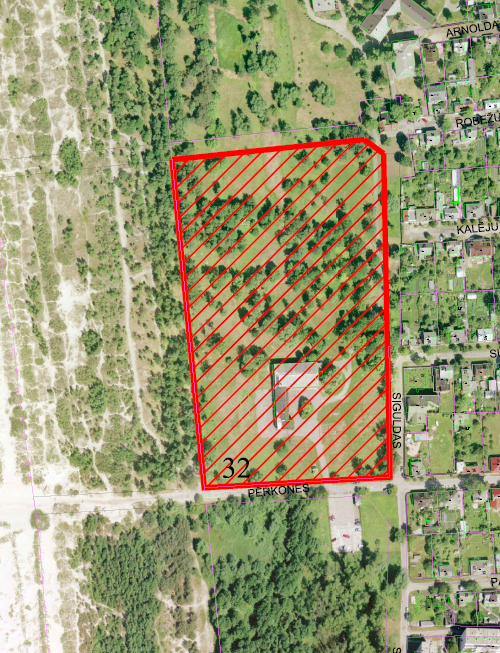 ARNOLDA
ROBEŽU
KALĒJU
SIGULDAS
32
PĒRKONES